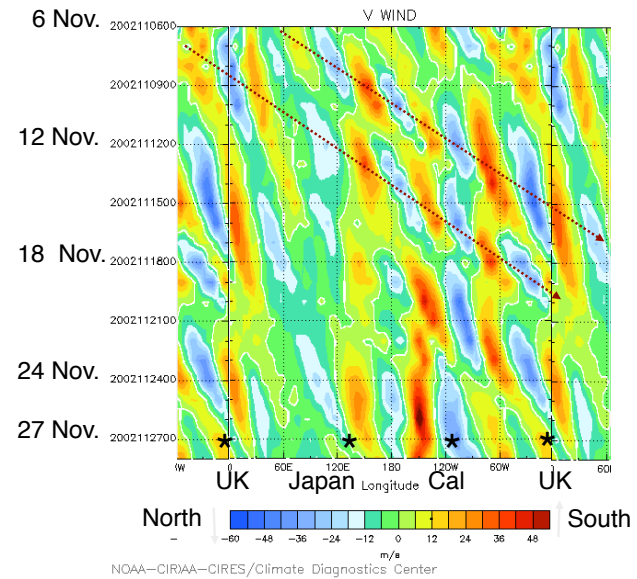 V WIND
6 Nov. 2002110600
2002110900
12 Nov. 2002111200
2002111500
18 Nov. 2002111800
2002112100
24 Nov. 2002112400
27 Nov. 2002112700
* * * *
0 60E 120E 180 120W 60W 0
UK Japan Longitude Cal UK
North South
-60 -48 -36 -24 -12 0 12 24 36 48
m/s
NOAA-CIRES/Climate Diagnostics Center